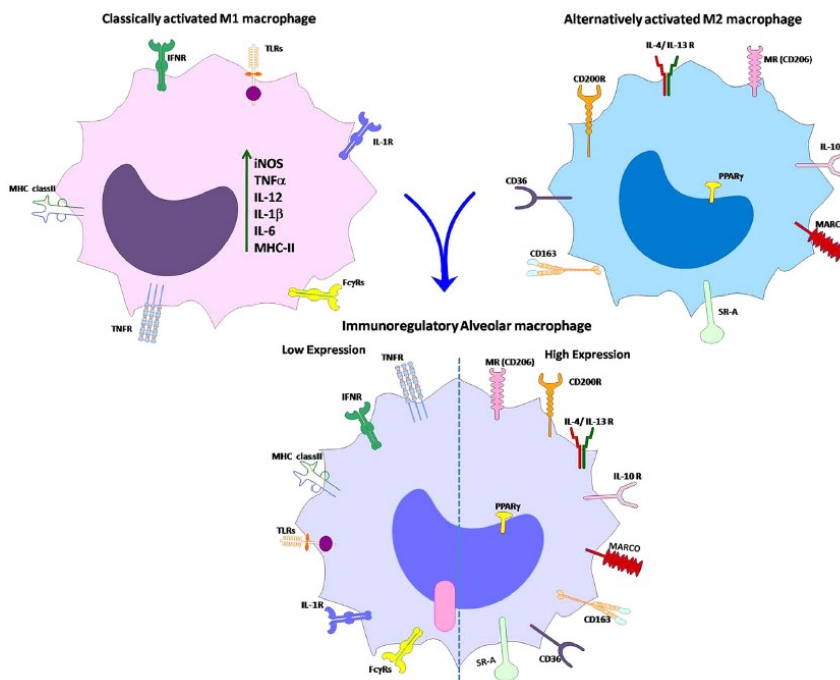 Classically activated M1 macrophage
IFNR
TLRs
IL-1R
MHC classII
iNOS
TNFα
IL-12
IL-1β
IL-6
MHC-II
FcγRs
TNFR
Alternatively activated M2 macrophage
IL-4/IL-13 R
MR (CD206)
CD200R
IL-10
CD36
PPARγ
MARC
CD163
SR-A
Immunoregulatory Alveolar macrophage
Low Expression
High Expression
TNFR
MR (CD206)
CD200R
IFNR
IL-4/IL-13 R
MHC classII
IL-10 R
PPARγ
TLRs
MARCO
IL-1R
CD163
FcγRs
SR-A
CD36